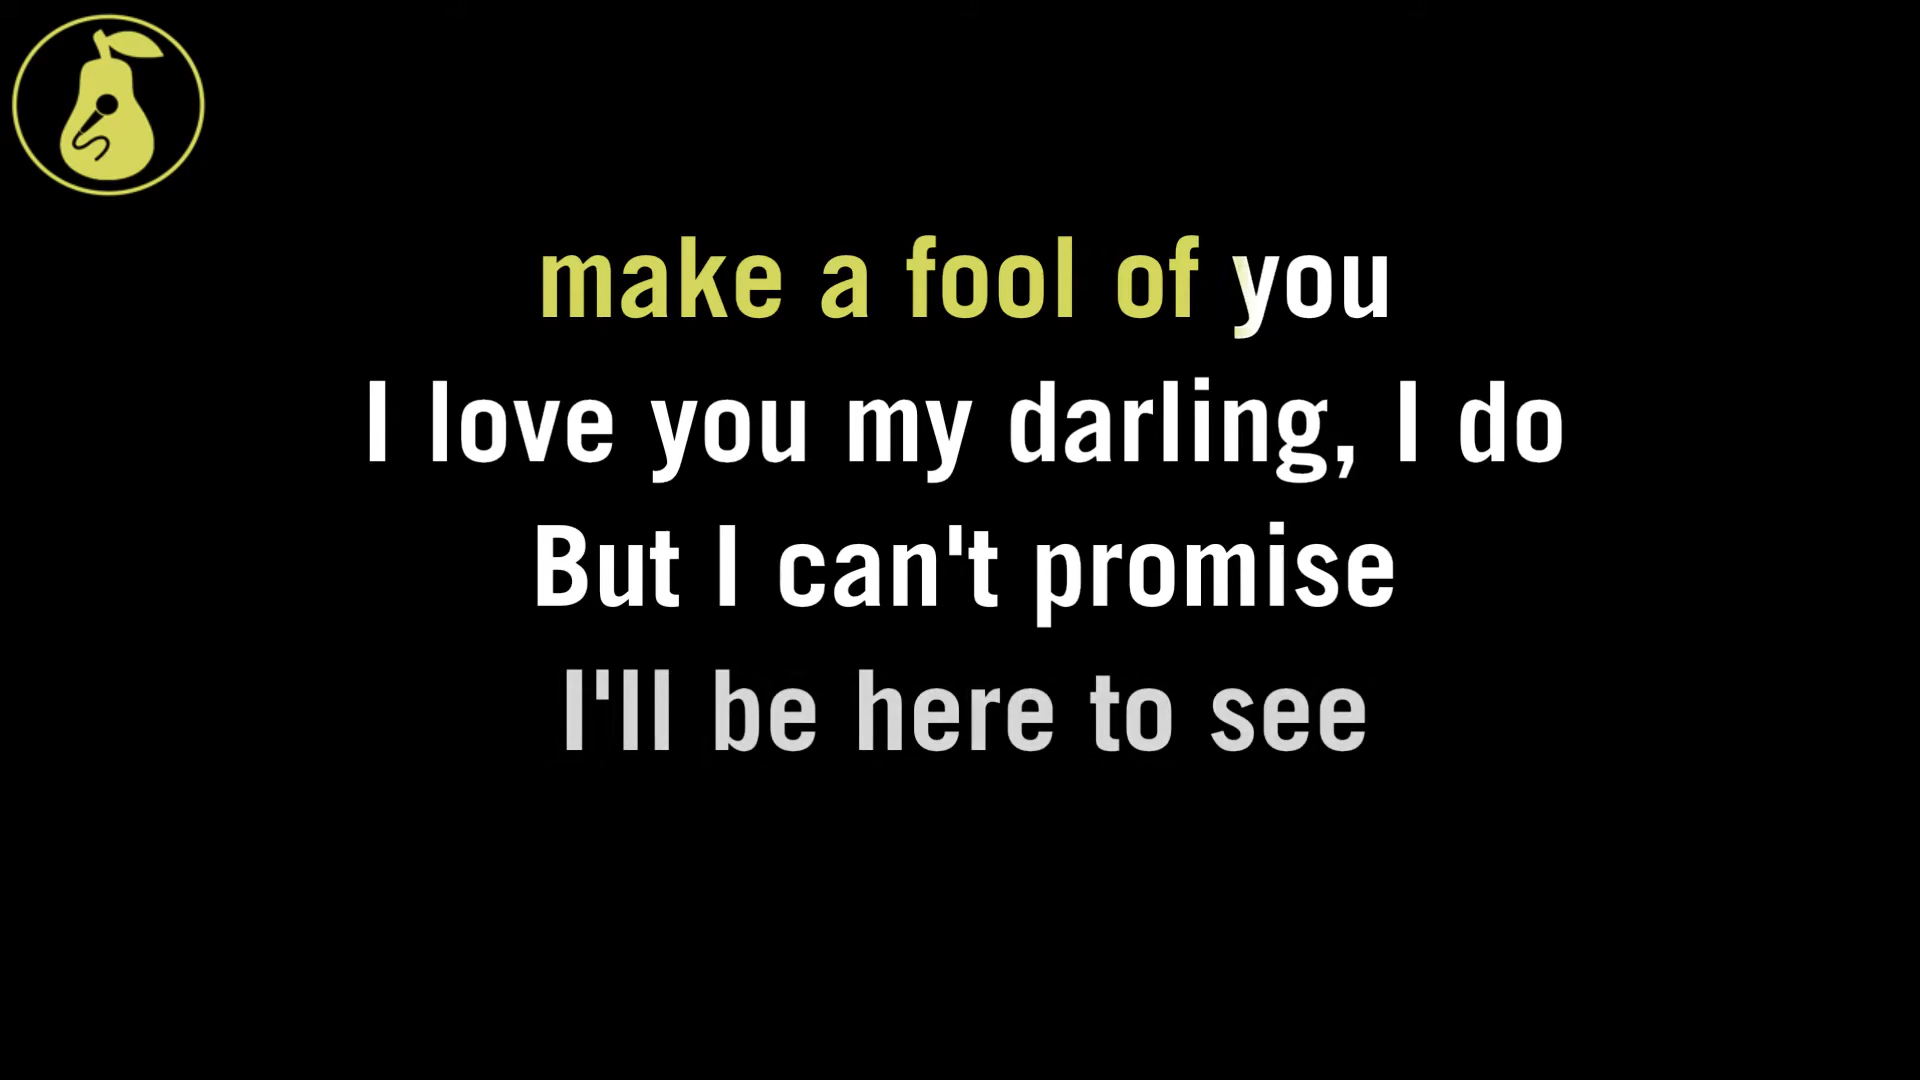 make a fool of you
I love you my darling, I do
But I can't promise
I'll be here to see